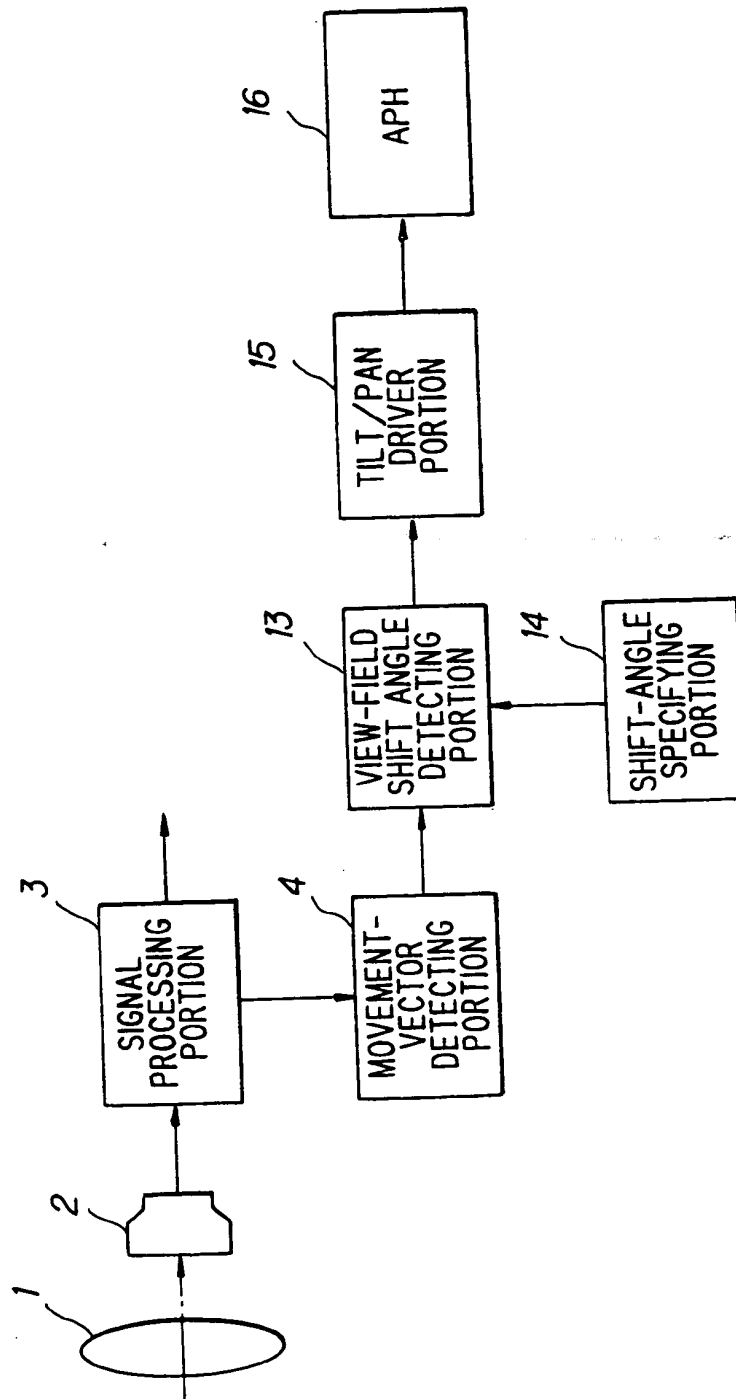 1
2
3
SIGNAL
PROCESSING
PORTION
4
MOVEMENT-
VECTOR
DETECTING
PORTION
13
VIEW-FIELD
SHIFT ANGLE
DETECTING
PORTION
14
SHIFT-ANGLE
SPECIFYING
PORTION
15
TILT/PAN
DRIVER
PORTION
16
APH